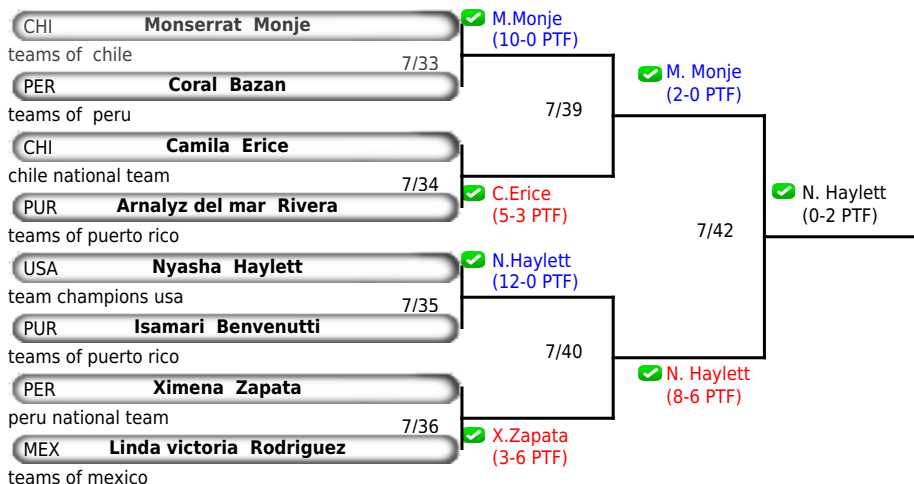 CHI Monserrat Monje
teams of chile
7/33
PER Coral Bazan
teams of peru
CHI Camila Erice
chile national team
7/34
PUR Arnalyz del mar Rivera
teams of puerto rico
USA Nyasha Haylett
team champions usa
7/35
PUR Isamari Benvenutti
teams of puerto rico
PER Ximena Zapata
peru national team
7/36
MEX Linda victoria Rodriguez
teams of mexico
M.Monje
(10-0 PTF)
7/39
C.Erice
(5-3 PTF)
N.Haylett
(12-0 PTF)
7/40
X.Zapata
(3-6 PTF)
M. Monje
(2-0 PTF)
7/42
N. Haylett
(8-6 PTF)
N. Haylett
(0-2 PTF)